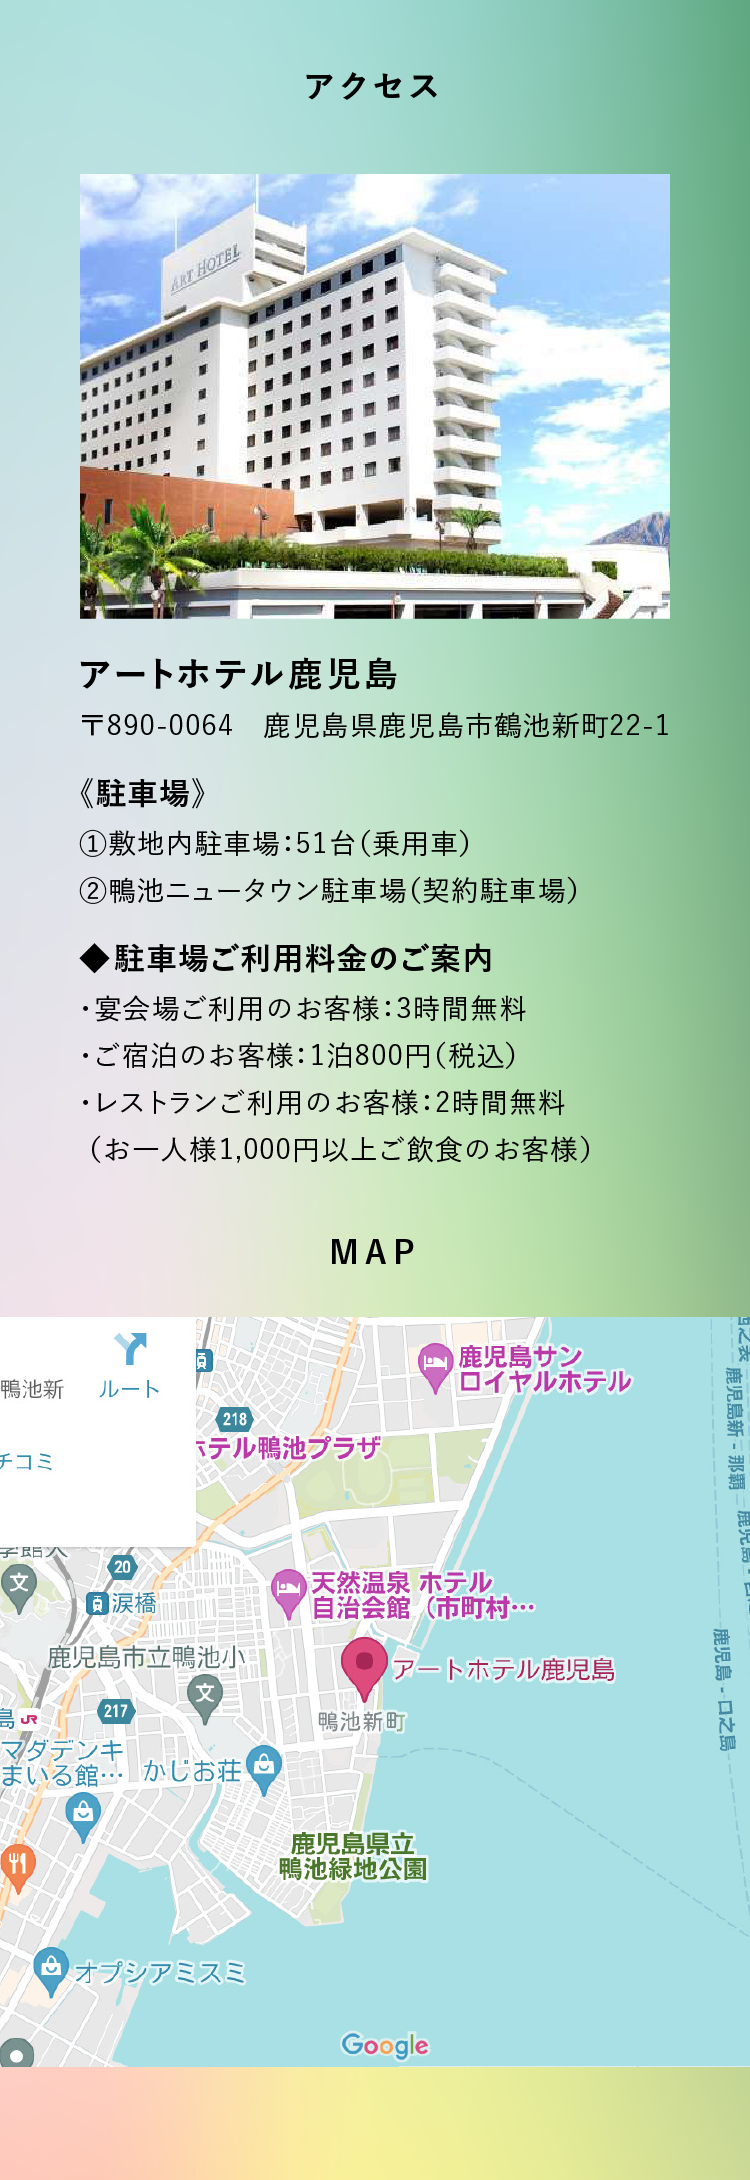 アクセス
ART HOTEL
アートホテル鹿児島
〒890-0064　鹿児島県鹿児島市鶴池新町22-1
《駐車場》
①敷地内駐車場：51台（乗用車）
②鴨池ニュータウン駐車場（契約駐車場）
◆駐車場ご利用料金のご案内
・宴会場ご利用のお客様：3時間無料
・ご宿泊のお客様：1泊800円（税込）
・レストランご利用のお客様：2時間無料
（お一人様1,000円以上ご飲食のお客様）
MAP
鴨池新
ルート
チコミ
鹿児島サン
ロイヤルホテル
218
ホテル鴨池プラザ
鹿児島新 - 那覇
20
文
涙橋
天然温泉 ホテル
自治会館（市町村…
鹿児島市立鴨池小
文
アートホテル鹿児島
鴨池新町
鹿児島 - 口之島
島 JR
217
マダデンキ
まいる館…
かじお荘
鹿児島県立
鴨池緑地公園
オプシアミスミ
Google